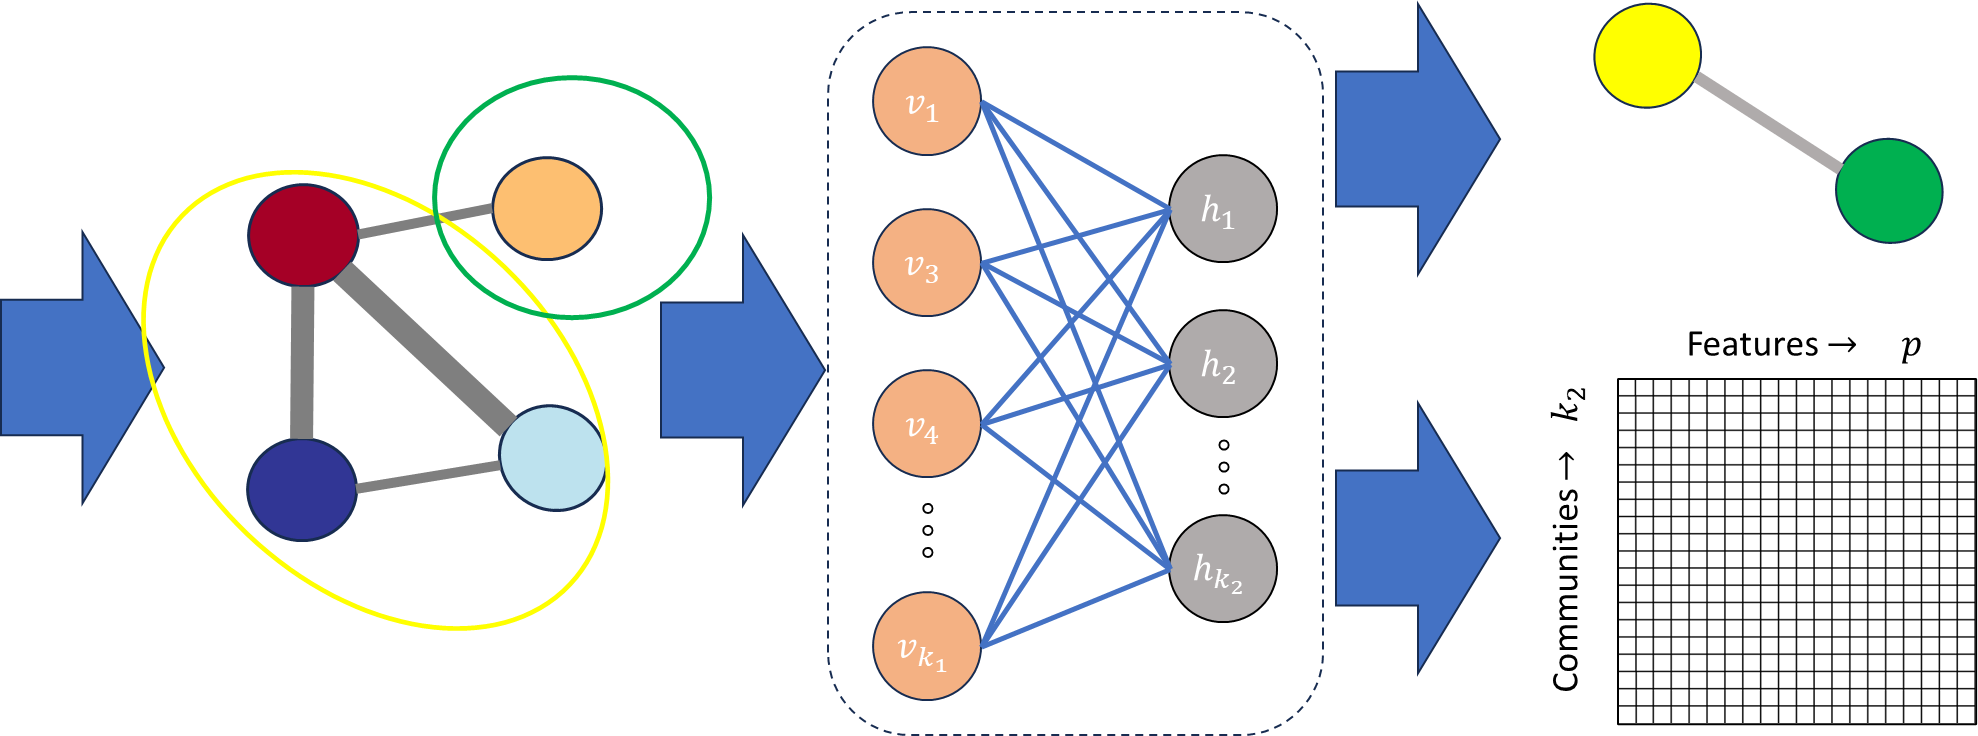 v₁
v₃
v₄
vₖ₁
h₁
h₂
hₖ₂
Features → p
Communities → k₂